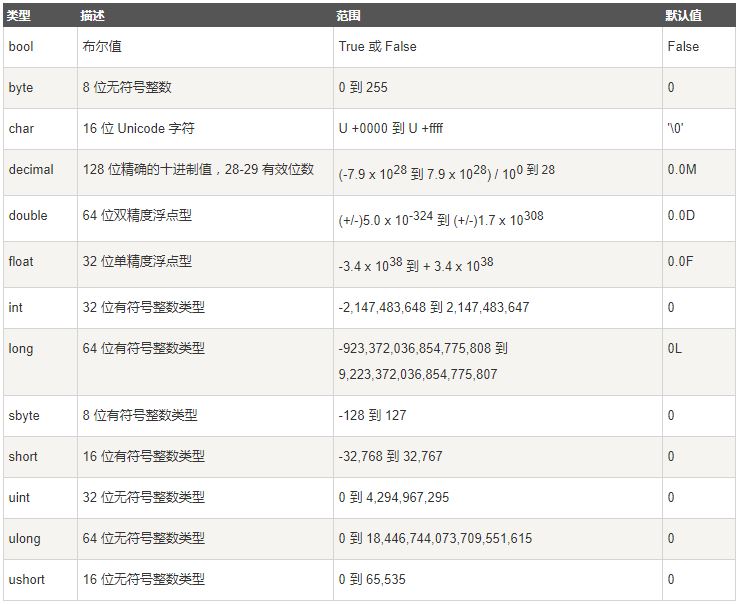 类型 描述 范围 默认值
bool 布尔值 True 或 False False
byte 8 位无符号整数 0 到 255 0
char 16 位 Unicode 字符 U +0000 到 U +ffff '\0'
decimal 128 位精确的十进制值，28-29 有效位数 (-7.9 x 10^28 到 7.9 x 10^28) / 10^0 到 28 0.0M
double 64 位双精度浮点型 (+/-)5.0 x 10^-324 到 (+/-)1.7 x 10^308 0.0D
float 32 位单精度浮点型 -3.4 x 10^38 到 + 3.4 x 10^38 0.0F
int 32 位有符号整数类型 -2,147,483,648 到 2,147,483,647 0
long 64 位有符号整数类型 -923,372,036,854,775,808 到 0L
9,223,372,036,854,775,807
sbyte 8 位有符号整数类型 -128 到 127 0
short 16 位有符号整数类型 -32,768 到 32,767 0
uint 32 位无符号整数类型 0 到 4,294,967,295 0
ulong 64 位无符号整数类型 0 到 18,446,744,073,709,551,615 0
ushort 16 位无符号整数类型 0 到 65,535 0